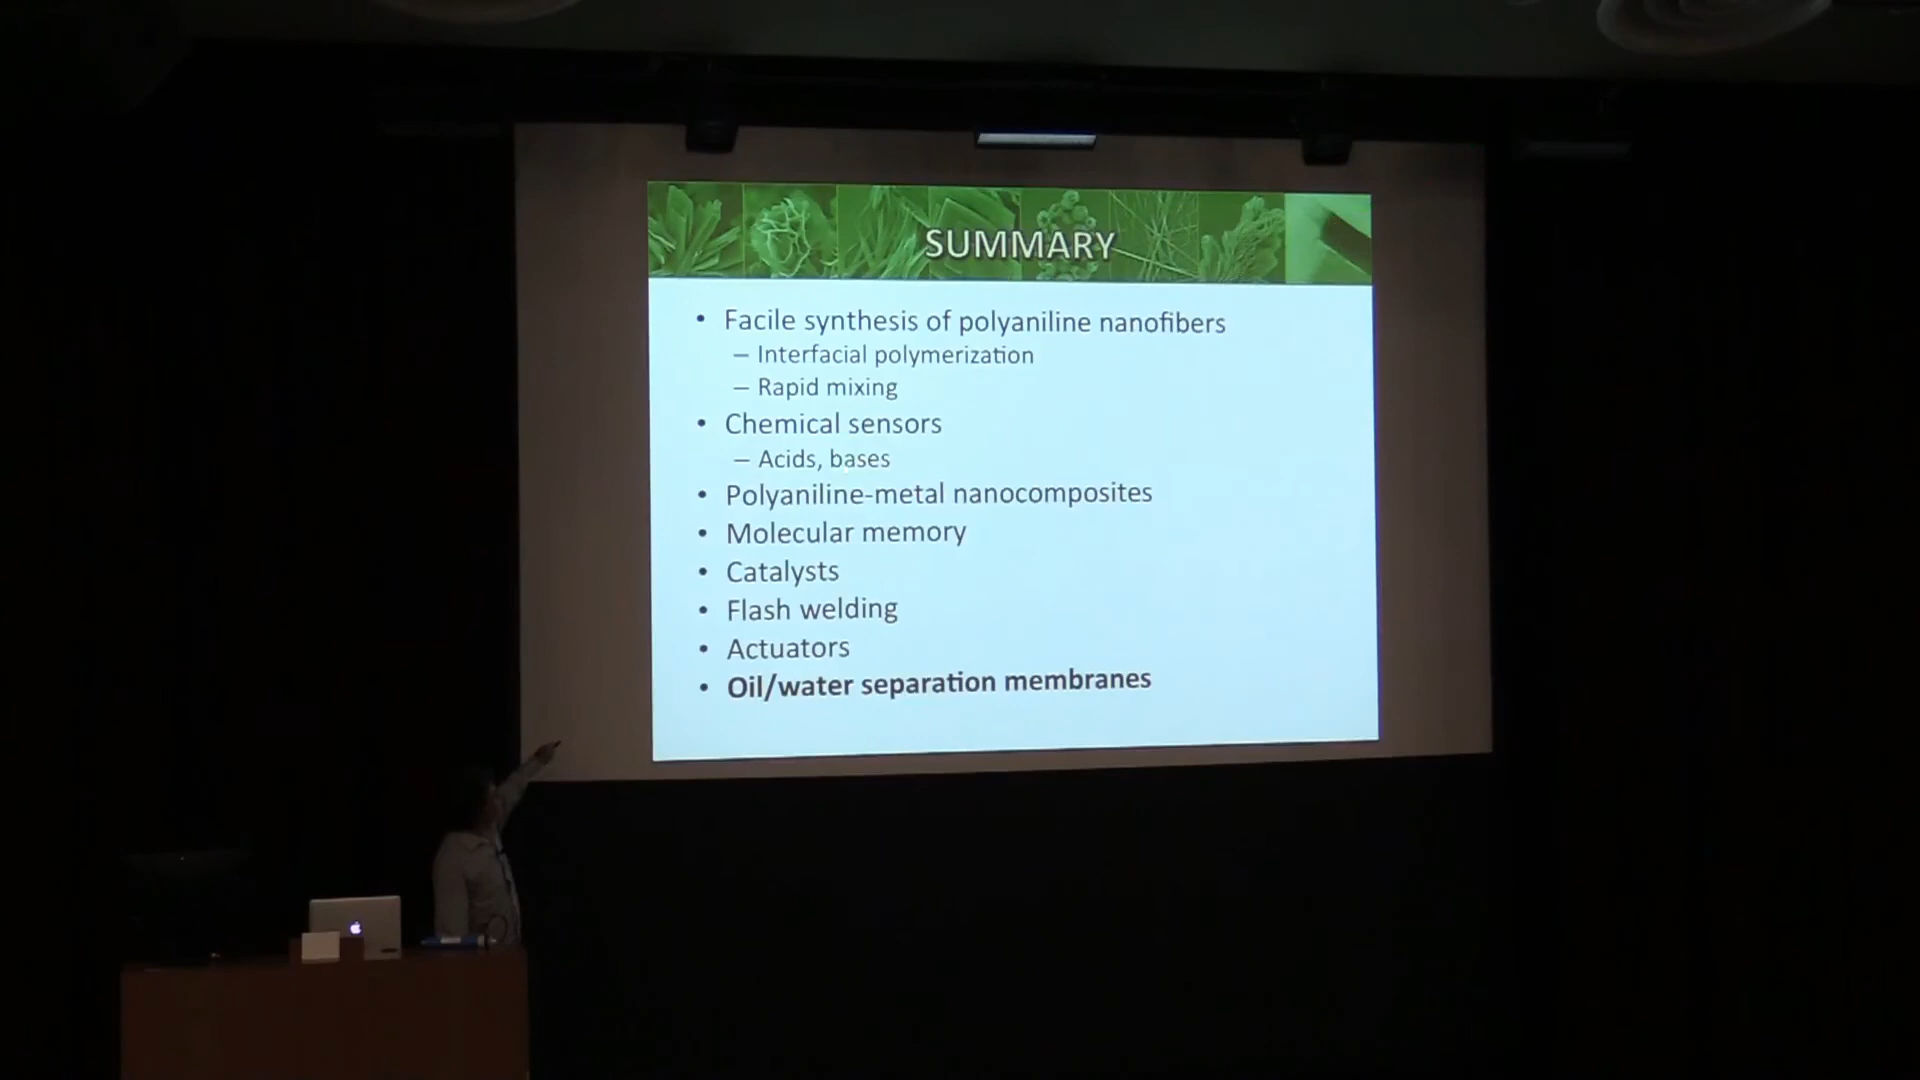 SUMMARY
• Facile synthesis of polyaniline nanofibers
– Interfacial polymerization
– Rapid mixing
• Chemical sensors
– Acids, bases
• Polyaniline-metal nanocomposites
• Molecular memory
• Catalysts
• Flash welding
• Actuators
• Oil/water separation membranes